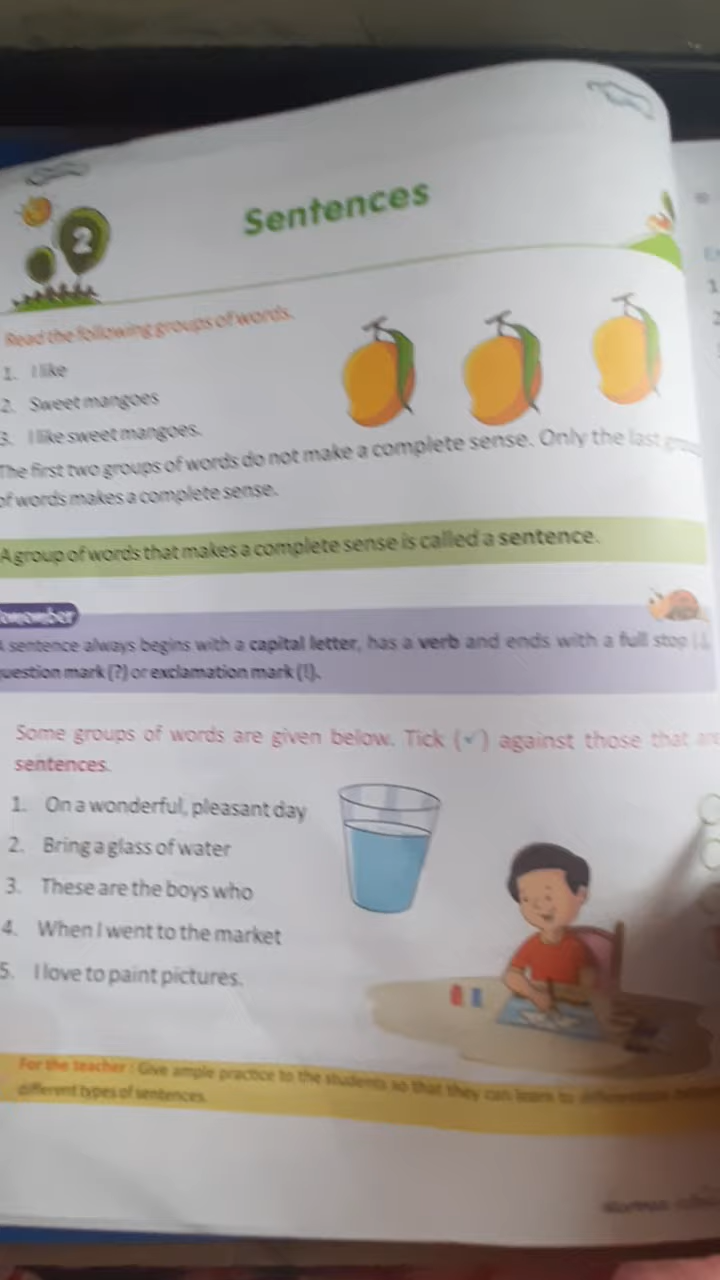 2
Sentences
Read the following groups of words.
1. I like
2. Sweet mangoes
3. I like sweet mangoes.
The first two groups of words do not make a complete sense. Only the last
of words makes a complete sense.
A group of words that makes a complete sense is called a sentence.
A sentence always begins with a capital letter, has a verb and ends with a full stop
question mark (?) or exclamation mark (!).
Some groups of words are given below. Tick (✓) against those that
sentences.
1. On a wonderful, pleasant day
2. Bring a glass of water
3. These are the boys who
4. When I went to the market
5. I love to paint pictures.
For the teacher : Give ample practice to the students so that they can learn to
different types of sentences.